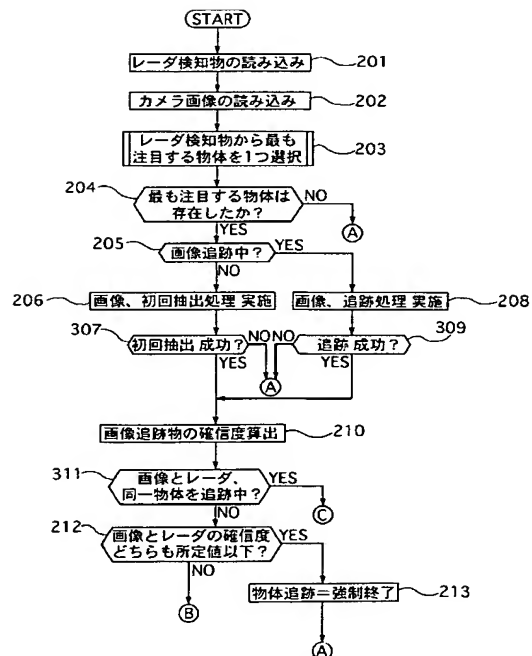 START
レーダ検知物の読み込み
201
カメラ画像の読み込み
202
レーダ検知物から最も
注目する物体を1つ選択
203
204
最も注目する物体は
存在したか?
NO
A
YES
205
画像追跡中?
YES
NO
206
画像、初回抽出処理 実施
画像、追跡処理 実施
208
307
初回抽出 成功?
NO
NO
追跡 成功?
309
YES
A
YES
画像追跡物の確信度算出
210
311
画像とレーダ、
同一物体を追跡中?
YES
C
NO
212
画像とレーダの確信度
どちらも所定値以下?
YES
NO
B
物体追跡=強制終了
213
A